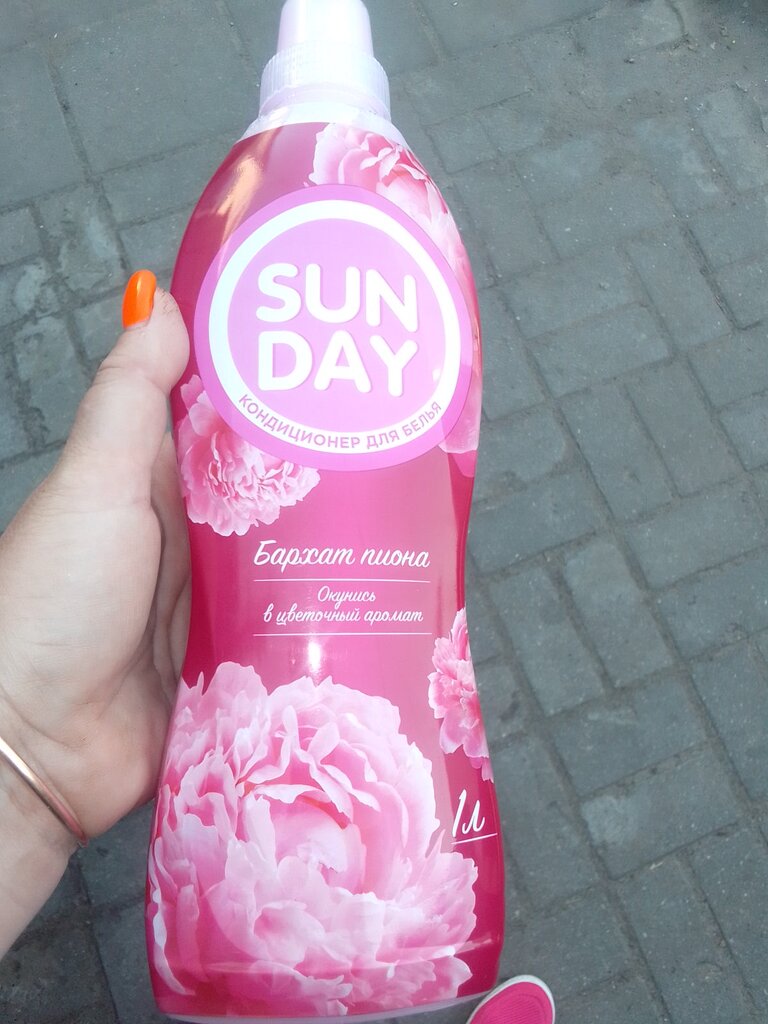 SUN
DAY
КОНДИЦИОНЕР ДЛЯ БЕЛЬЯ
Бархат пиона
Окунись
в цветочный аромат
1л